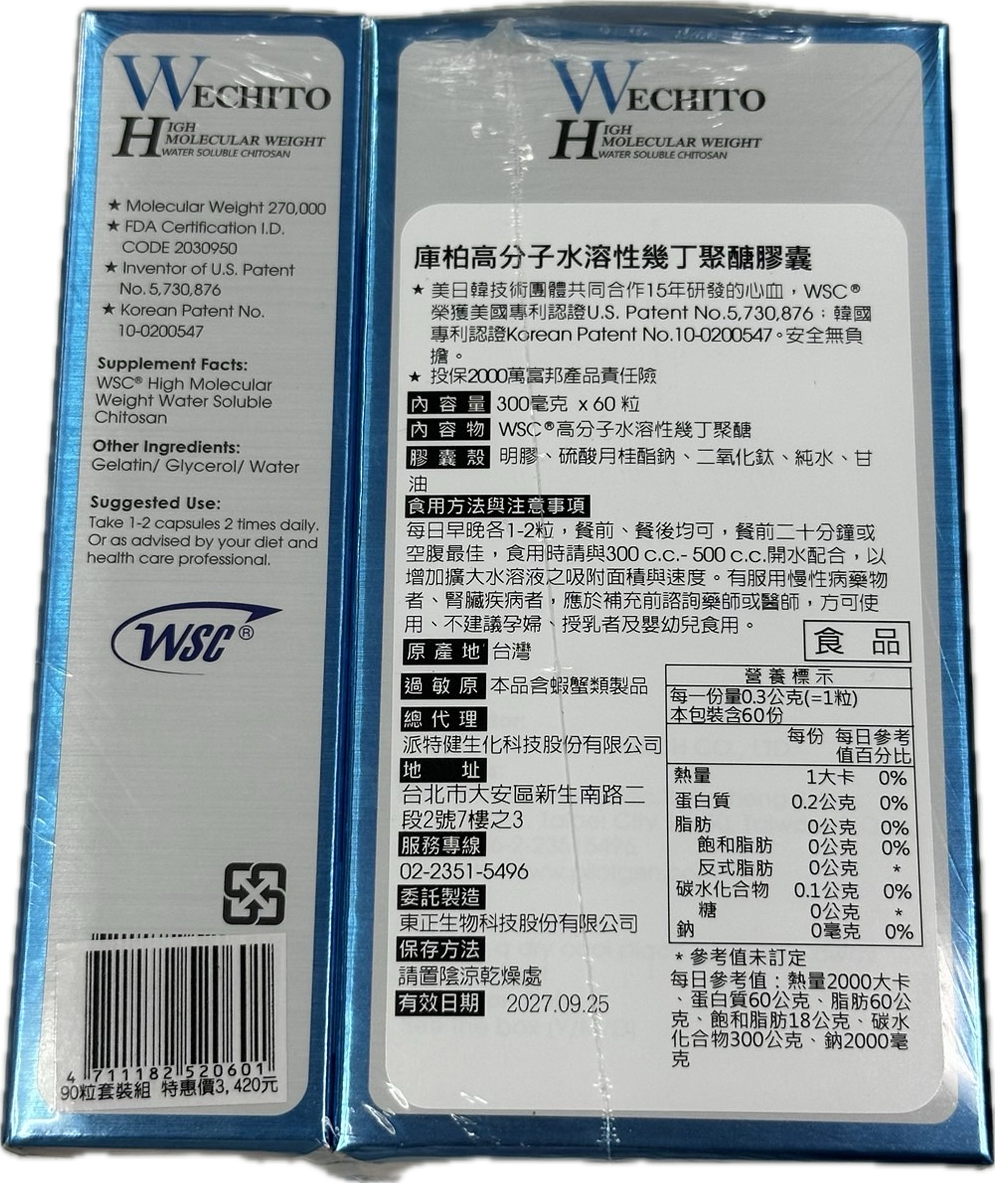 WECHITO
HIGH
MOLECULAR WEIGHT
WATER SOLUBLE CHITOSAN
★ Molecular Weight 270,000
★ FDA Certification I.D.
CODE 2030950
★ Inventor of U.S. Patent
No. 5,730,876
★ Korean Patent No.
10-0200547
Supplement Facts:
WSC® High Molecular
Weight Water Soluble
Chitosan
Other Ingredients:
Gelatin/ Glycerol/ Water
Suggested Use:
Take 1-2 capsules 2 times daily.
Or as advised by your diet and
health care professional.
WSC®
4 711182 520601
90粒套裝組 特惠價3,420元
WECHITO
HIGH
MOLECULAR WEIGHT
WATER SOLUBLE CHITOSAN
庫柏高分子水溶性幾丁聚醣膠囊
★ 美日韓技術團體共同合作15年研發的心血，WSC®
榮獲美國專利認證U.S. Patent No.5,730,876；韓國
專利認證Korean Patent No.10-0200547。安全無負
擔。
★ 投保2000萬富邦產品責任險
內容量 300毫克 x 60 粒
內容物 WSC®高分子水溶性幾丁聚醣
膠囊殼 明膠、硫酸月桂酯鈉、二氧化鈦、純水、甘
油
食用方法與注意事項
每日早晚各1-2粒，餐前、餐後均可，餐前二十分鐘或
空腹最佳，食用時請與300 c.c.- 500 c.c.開水配合，以
增加擴大水溶液之吸附面積與速度。有服用慢性病藥物
者、腎臟疾病者，應於補充前諮詢藥師或醫師，方可使
用、不建議孕婦、授乳者及嬰幼兒食用。
食品
原產地 台灣
過敏原 本品含蝦蟹類製品
總代理
派特健生化科技股份有限公司
地址
台北市大安區新生南路二
段2號7樓之3
服務專線
02-2351-5496
委託製造
東正生物科技股份有限公司
保存方法
請置陰涼乾燥處
有效日期 2027.09.25
營養標示
每一份量0.3公克(=1粒)
本包裝含60份
每份 每日參考
值百分比
熱量 1大卡 0%
蛋白質 0.2公克 0%
脂肪 0公克 0%
飽和脂肪 0公克 0%
反式脂肪 0公克 *
碳水化合物 0.1公克 0%
糖 0公克 *
鈉 0毫克 0%
* 參考值未訂定
每日參考值：熱量2000大卡
、蛋白質60公克、脂肪60公
克、飽和脂肪18公克、碳水
化合物300公克、鈉2000毫
克